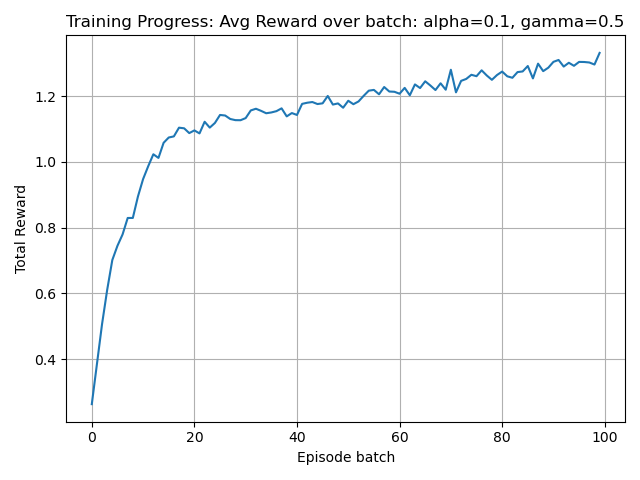 Training Progress: Avg Reward over batch: alpha=0.1, gamma=0.5
Total Reward
1.2
1.0
0.8
0.6
0.4
0 20 40 60 80 100
Episode batch